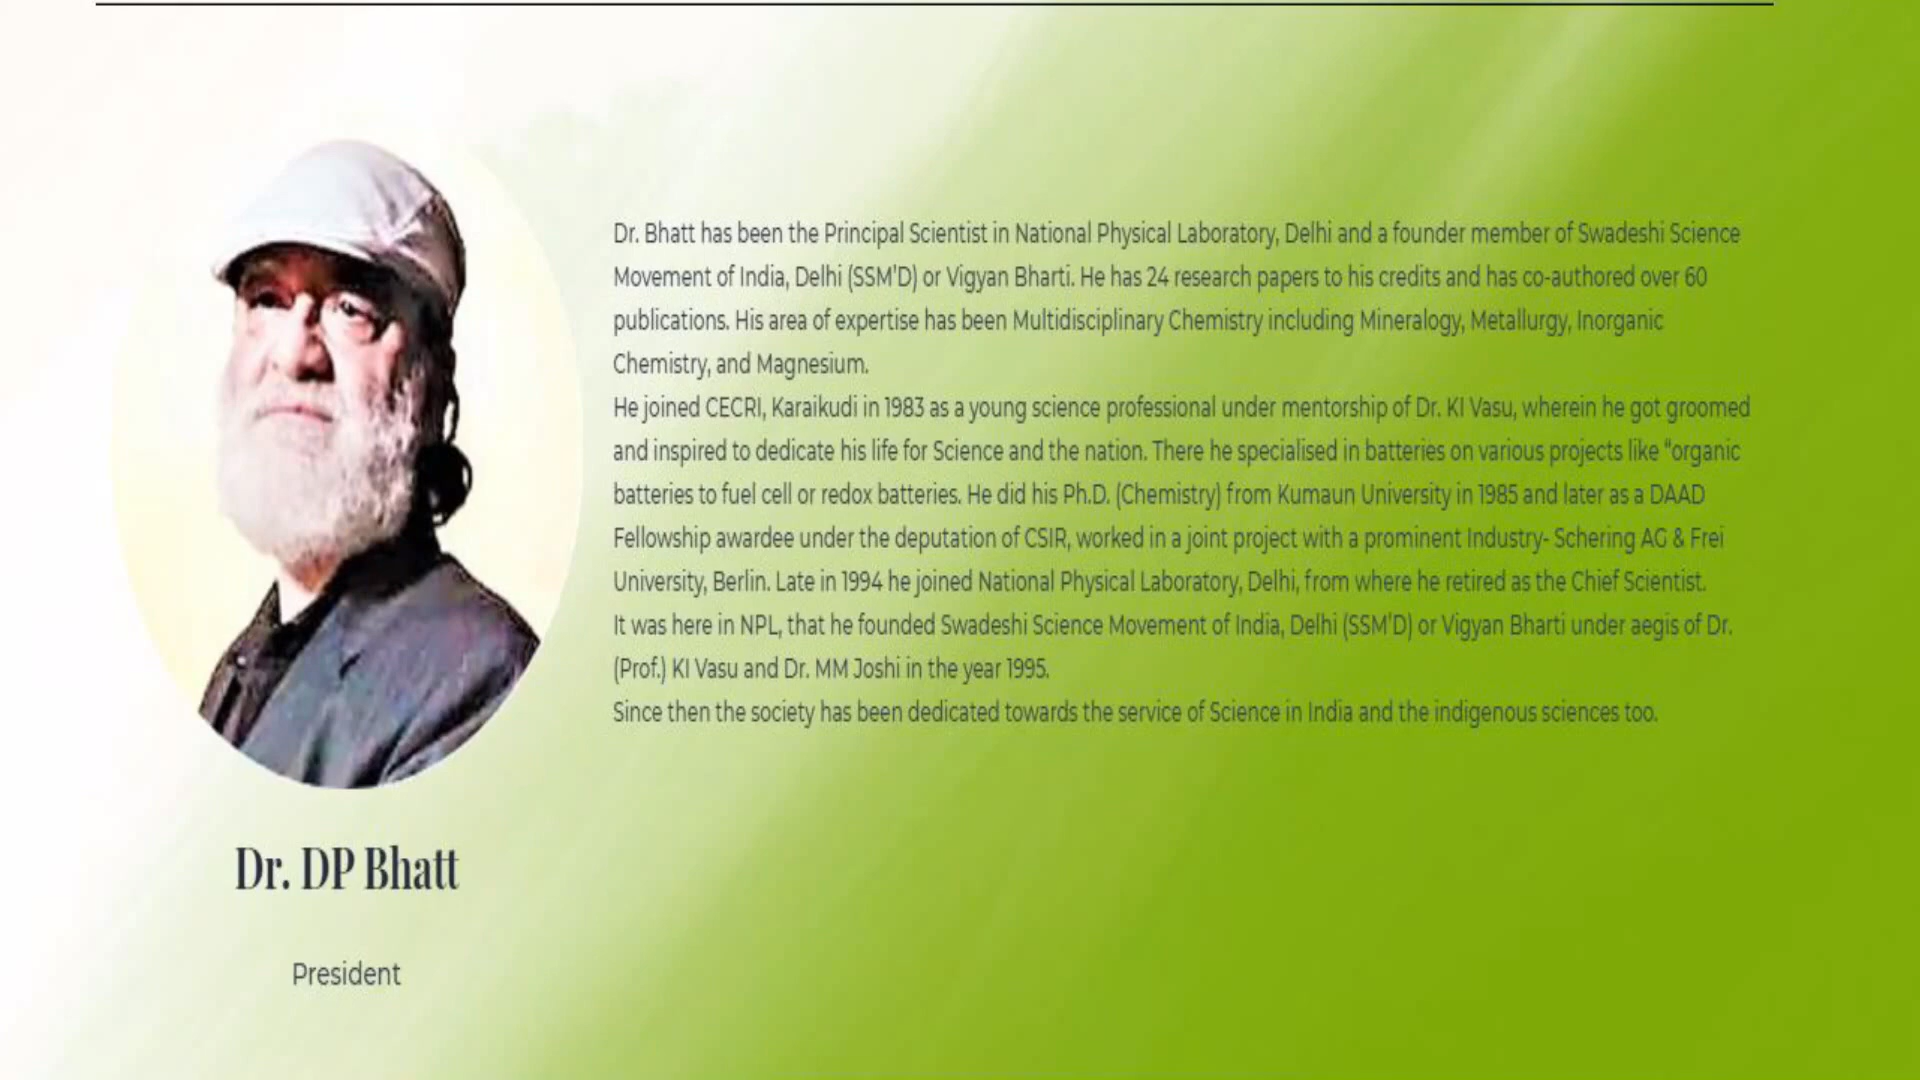 Dr. Bhatt has been the Principal Scientist in National Physical Laboratory, Delhi and a founder member of Swadeshi Science
Movement of India, Delhi (SSM'D) or Vigyan Bharti. He has 24 research papers to his credits and has co-authored over 60
publications. His area of expertise has been Multidisciplinary Chemistry including Mineralogy, Metallurgy, Inorganic
Chemistry, and Magnesium.
He joined CECRI, Karaikudi in 1983 as a young science professional under mentorship of Dr. KI Vasu, wherein he got groomed
and inspired to dedicate his life for Science and the nation. There he specialised in batteries on various projects like “organic
batteries to fuel cell or redox batteries. He did his Ph.D. (Chemistry) from Kumaun University in 1985 and later as a DAAD
Fellowship awardee under the deputation of CSIR, worked in a joint project with a prominent Industry- Schering AG & Frei
University, Berlin. Late in 1994 he joined National Physical Laboratory, Delhi, from where he retired as the Chief Scientist.
It was here in NPL, that he founded Swadeshi Science Movement of India, Delhi (SSM'D) or Vigyan Bharti under aegis of Dr.
(Prof.) KI Vasu and Dr. MM Joshi in the year 1995.
Since then the society has been dedicated towards the service of Science in India and the indigenous sciences too.
Dr. DP Bhatt
President